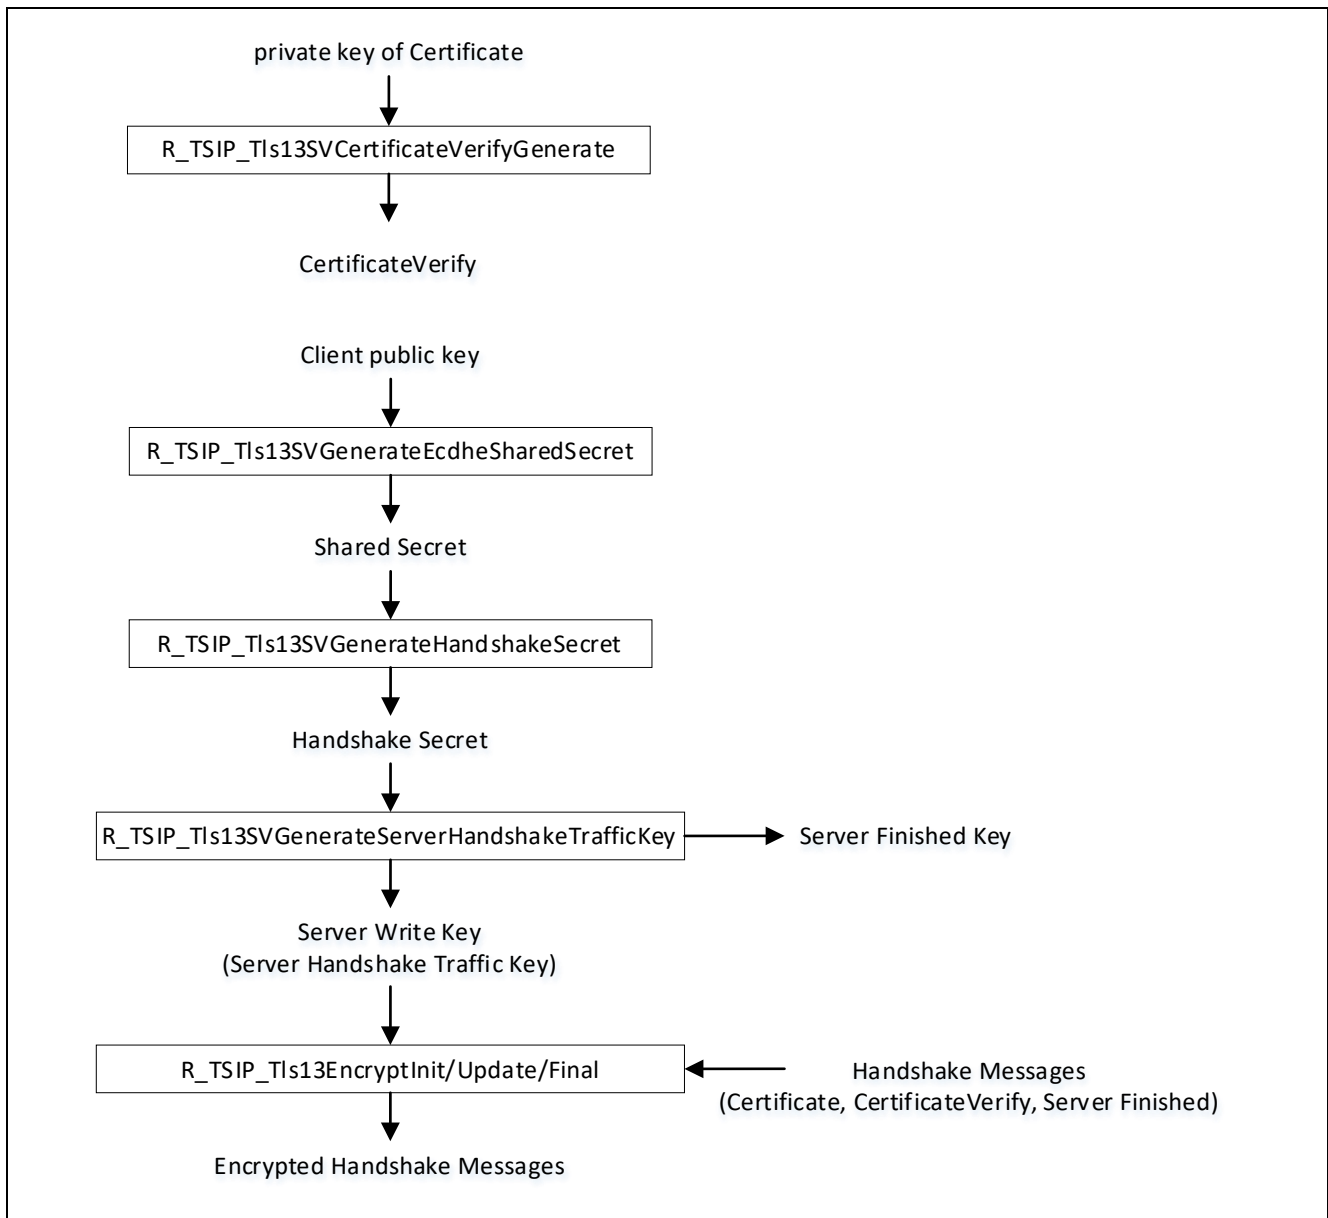 private key of Certificate
R_TSIP_Tls13SVCertificateVerifyGenerate
CertificateVerify
Client public key
R_TSIP_Tls13SVGenerateEcdheSharedSecret
Shared Secret
R_TSIP_Tls13SVGenerateHandshakeSecret
Handshake Secret
R_TSIP_Tls13SVGenerateServerHandshakeTrafficKey
Server Finished Key
Server Write Key
(Server Handshake Traffic Key)
R_TSIP_Tls13EncryptInit/Update/Final
Handshake Messages
(Certificate, CertificateVerify, Server Finished)
Encrypted Handshake Messages